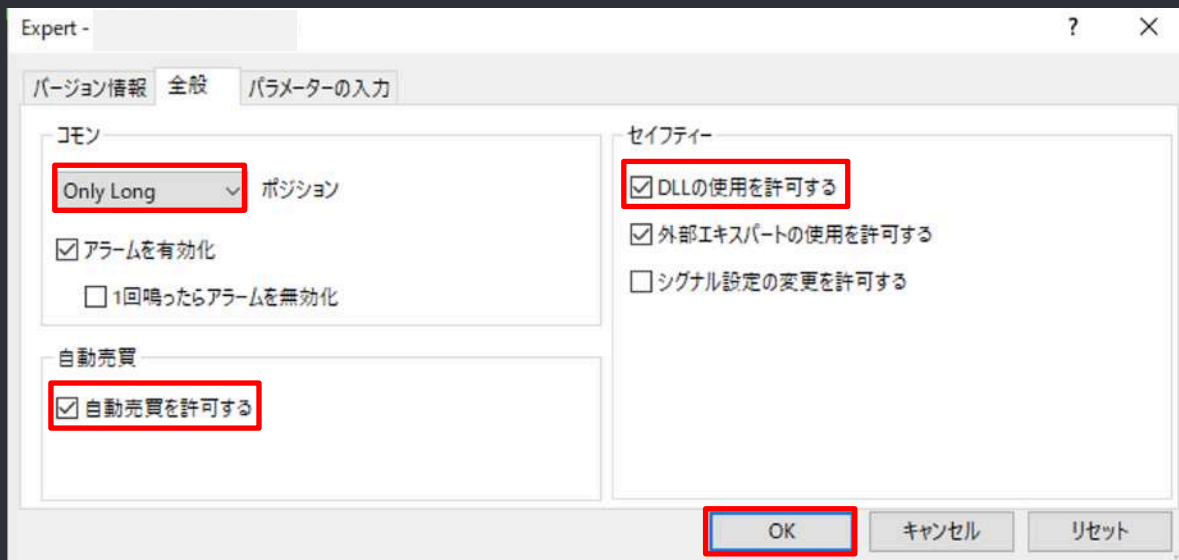 Expert -
? ×
バージョン情報 全般 パラメーターの入力
コモン
Only Long ポジション
アラームを有効化
1回鳴ったらアラームを無効化
自動売買
自動売買を許可する
セイフティー
DLLの使用を許可する
外部エキスパートの使用を許可する
シグナル設定の変更を許可する
OK キャンセル リセット